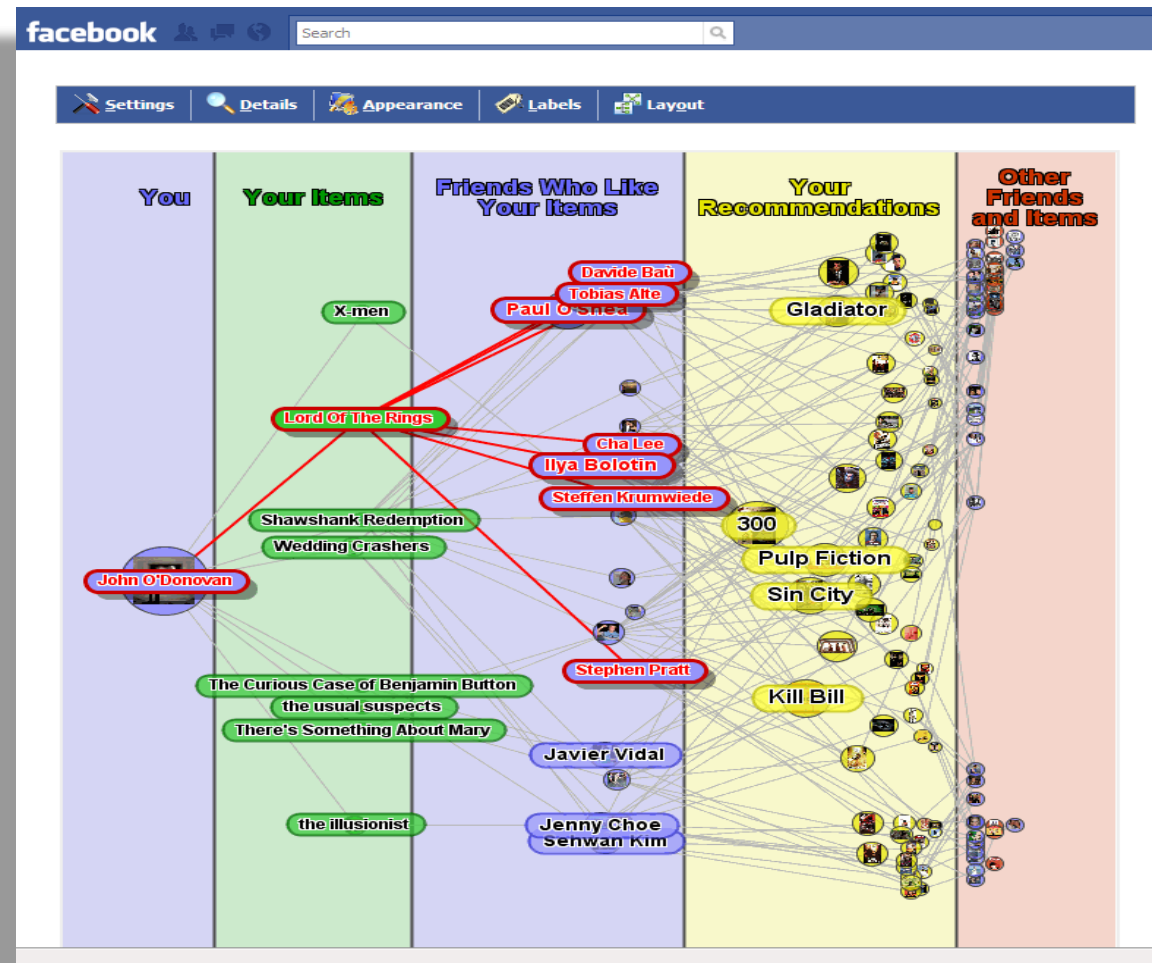 facebook
Search
Settings
Details
Appearance
Labels
Layout
You
Your Items
Friends Who Like
Your Items
Your
Recommendations
Other
Friends
and Items
X-men
Lord Of The Rings
Shawshank Redemption
Wedding Crashers
John O'Donovan
The Curious Case of Benjamin Button
the usual suspects
There's Something About Mary
the illusionist
Davide Baù
Tobias Alte
Paul O'Shea
Cha Lee
Ilya Bolotin
Steffen Krumwiede
Stephen Pratt
Javier Vidal
Jenny Choe
Senwan Kim
Gladiator
300
Pulp Fiction
Sin City
Kill Bill